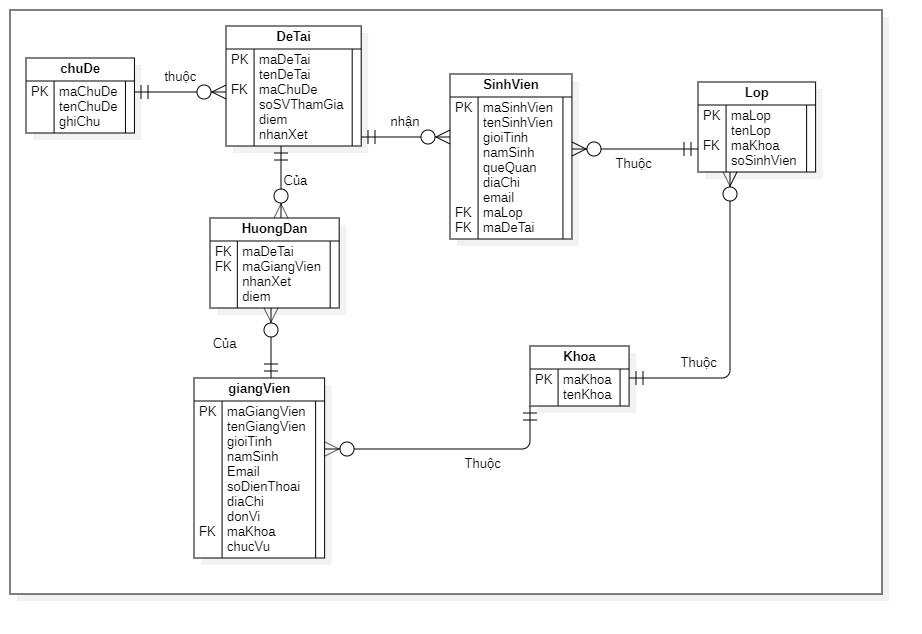 chuDe
PK maChuDe
tenChuDe
ghiChu
thuộc
DeTai
PK maDeTai
tenDeTai
FK maChuDe
soSVThamGia
diem
nhanXet
nhận
SinhVien
PK maSinhVien
tenSinhVien
gioiTinh
namSinh
queQuan
diaChi
email
FK maLop
FK maDeTai
Thuộc
Lop
PK maLop
tenLop
FK maKhoa
soSinhVien
Của
HuongDan
FK maDeTai
FK maGiangVien
nhanXet
diem
Của
giangVien
PK maGiangVien
tenGiangVien
gioiTinh
namSinh
Email
soDienThoai
diaChi
donVi
FK maKhoa
chucVu
Thuộc
Khoa
PK maKhoa
tenKhoa
Thuộc